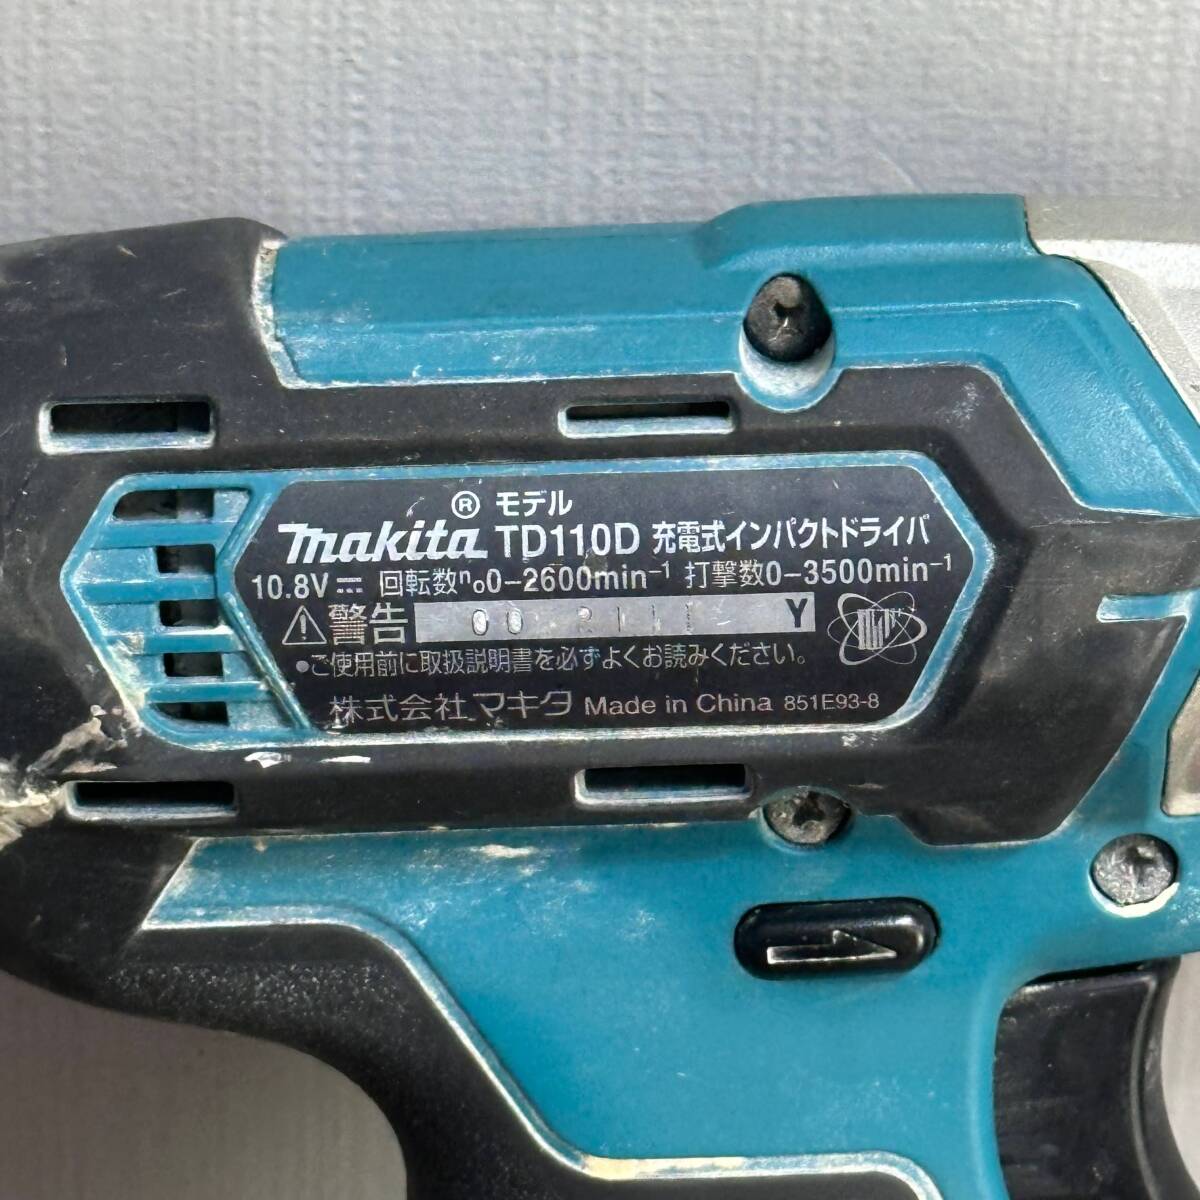 ® モデル
makita TD110D 充電式インパクトドライバ
10.8V⎓ 回転数n₀0-2600min⁻¹ 打撃数0-3500min⁻¹
⚠警告 Y
●ご使用前に取扱説明書を必ずよくお読みください。
株式会社 マキタ Made in China 851E93-8